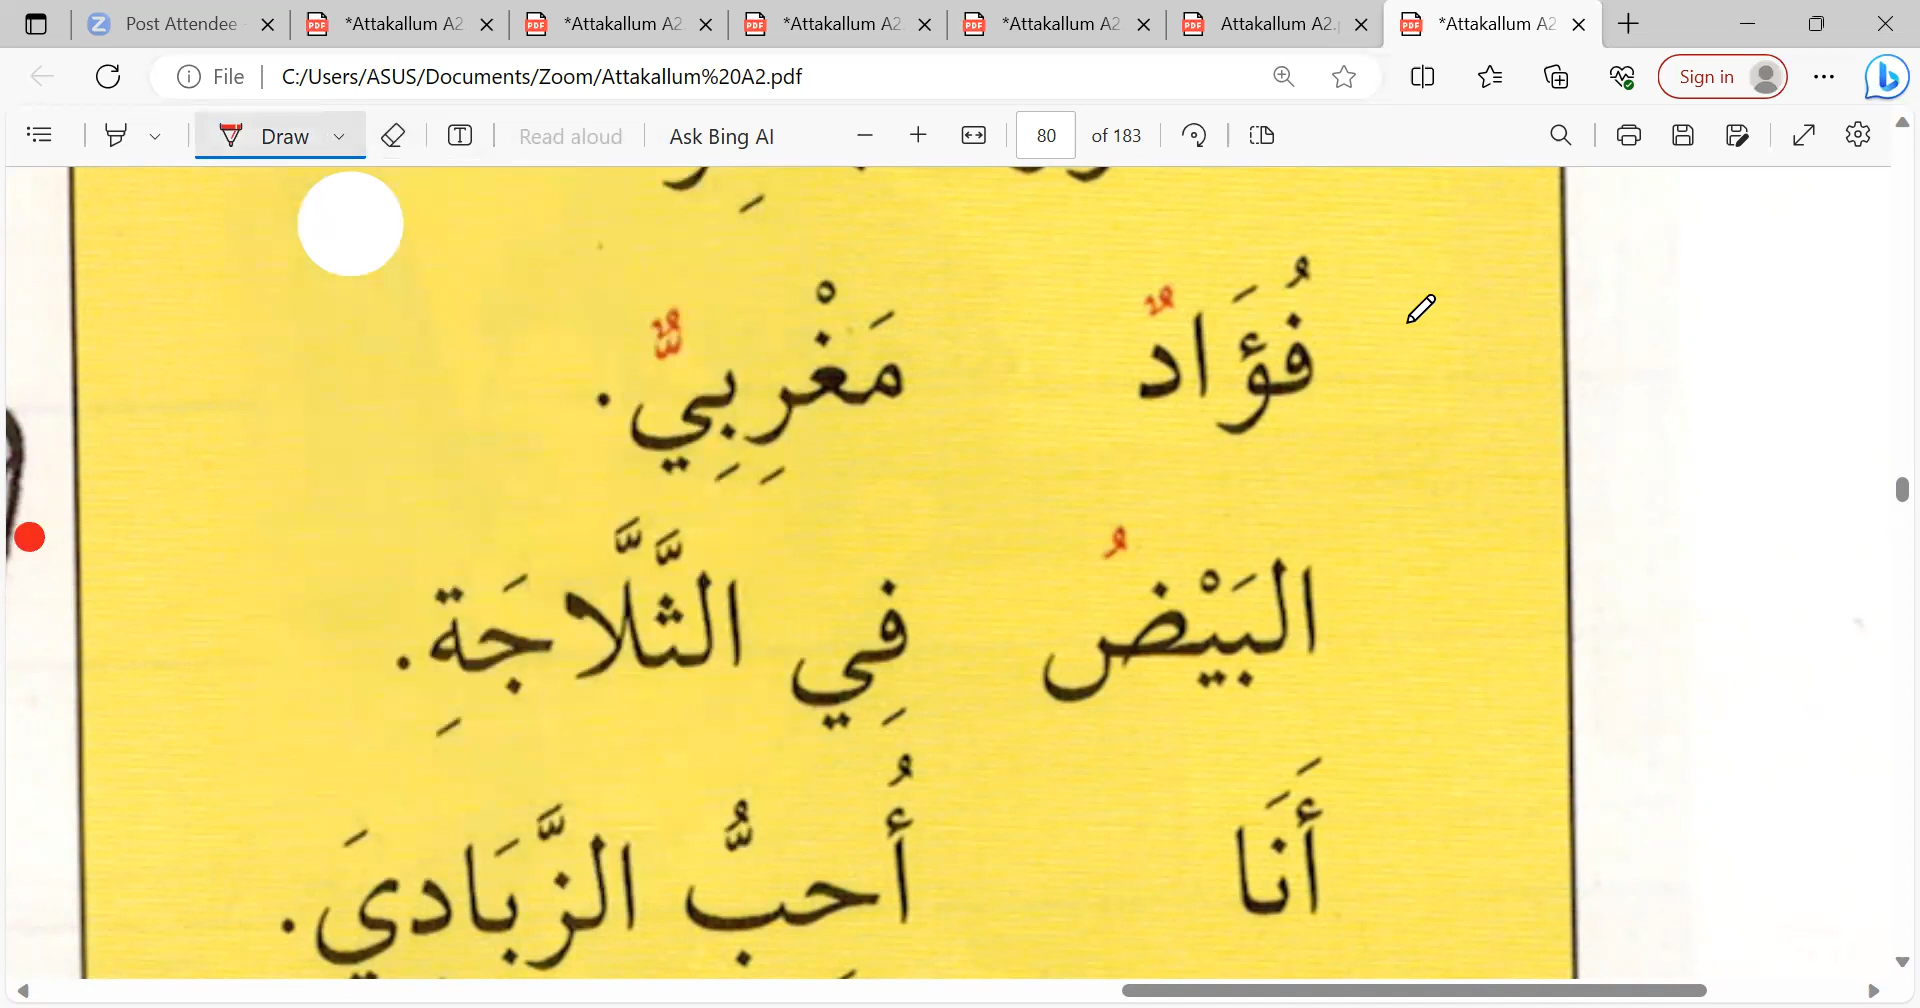 Post Attendee
*Attakallum A2
*Attakallum A2
*Attakallum A2
*Attakallum A2
Attakallum A2.p
*Attakallum A2
File C:/Users/ASUS/Documents/Zoom/Attakallum%20A2.pdf Sign in
Draw Read aloud Ask Bing AI 80 of 183
فُؤَادٌ مَغْرِبِيٌّ.
البَيْضُ فِي الثَّلَّاجَةِ.
أَنَا أُحِبُّ الزَّبَادِيَ.